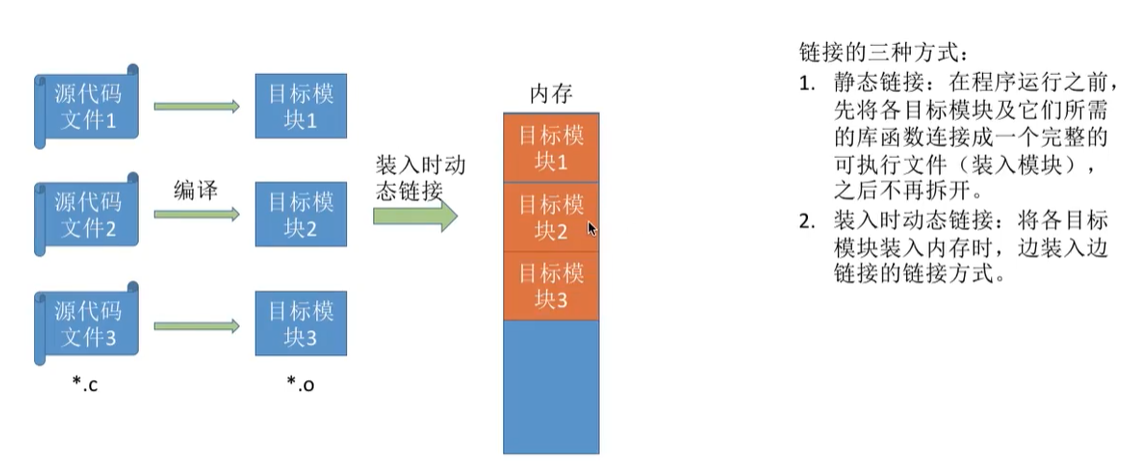 源代码
文件1
目标模
块1
源代码
文件2
编译
目标模
块2
源代码
文件3
目标模
块3
*.c
*.o
装入时动
态链接
内存
目标模
块1
目标模
块2
目标模
块3
链接的三种方式：
1. 静态链接：在程序运行之前，
先将各目标模块及它们所需
的库函数连接成一个完整的
可执行文件（装入模块），
之后不再拆开。
2. 装入时动态链接：将各目标
模块装入内存时，边装入边
链接的链接方式。